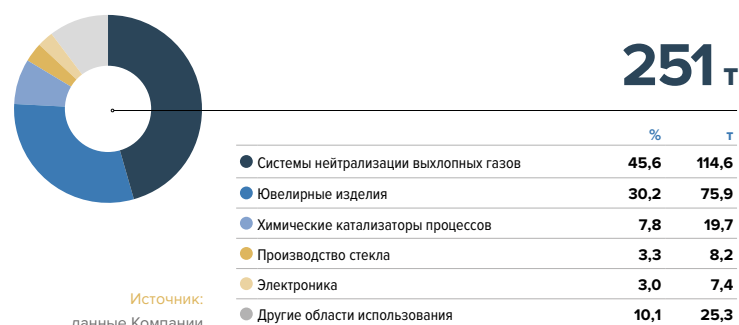 251 т
% т
Системы нейтрализации выхлопных газов 45,6 114,6
Ювелирные изделия 30,2 75,9
Химические катализаторы процессов 7,8 19,7
Производство стекла 3,3 8,2
Электроника 3,0 7,4
Другие области использования 10,1 25,3
Источник:
данные Компании